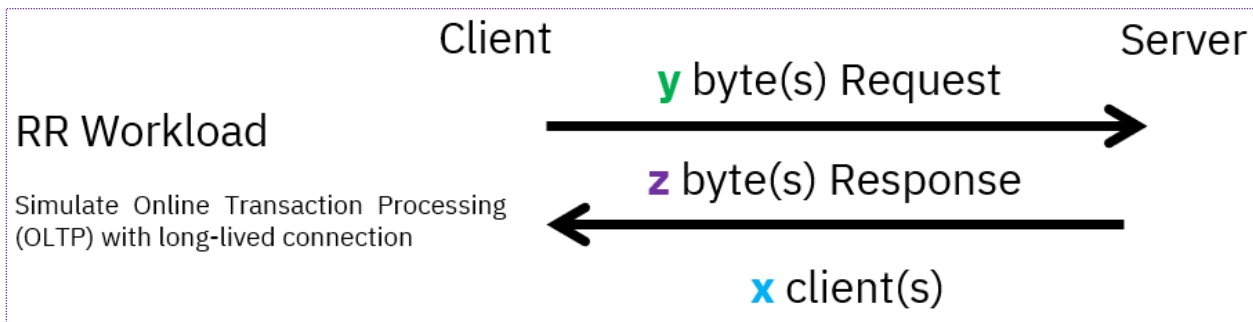 Client
Server
y byte(s) Request
RR Workload
z byte(s) Response
Simulate Online Transaction Processing
(OLTP) with long-lived connection
x client(s)